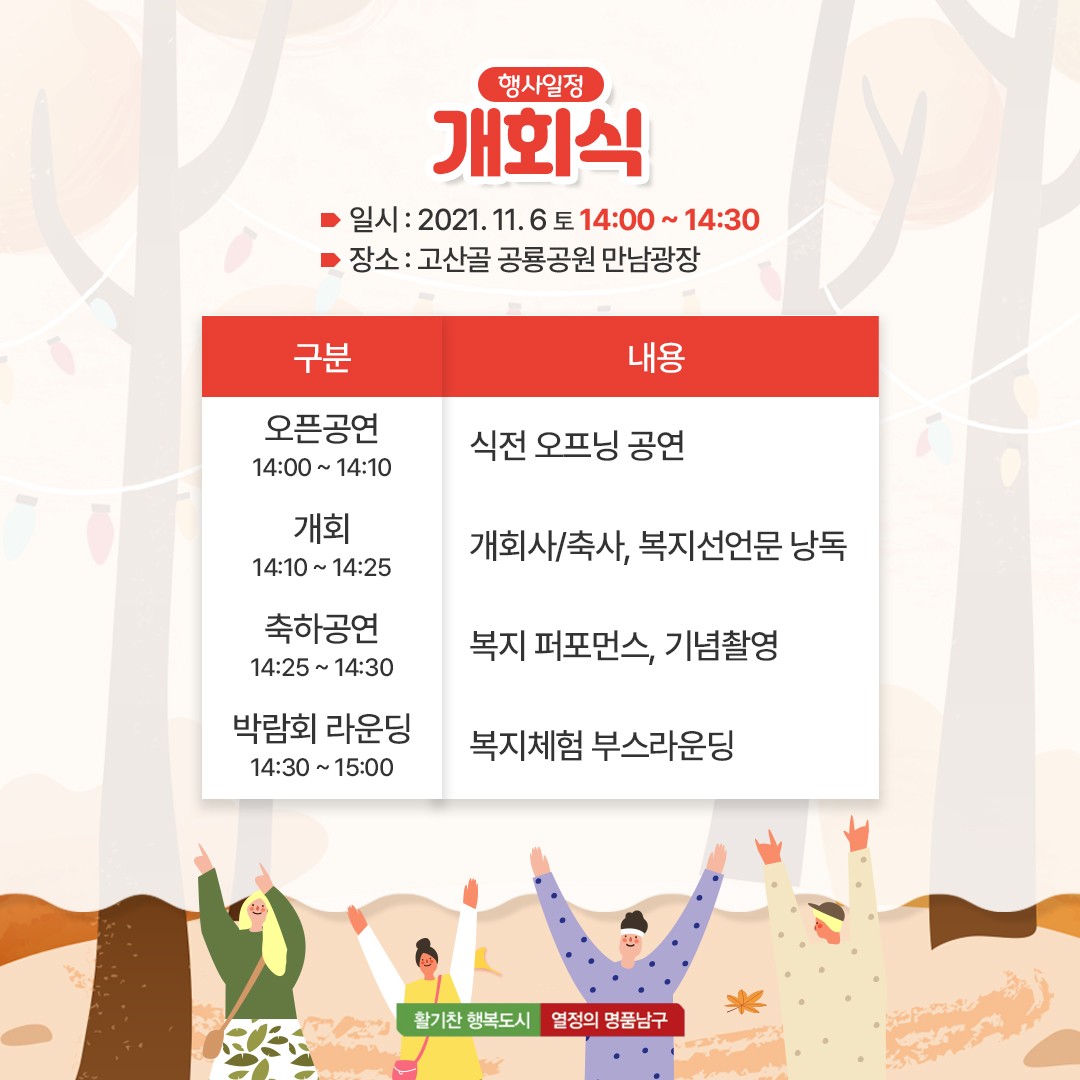 행사일정
개회식
일시 : 2021. 11. 6 토 14:00 ~ 14:30
장소 : 고산골 공룡공원 만남광장
구분 내용
오픈공연
14:00 ~ 14:10
식전 오프닝 공연
개회
14:10 ~ 14:25
개회사/축사, 복지선언문 낭독
축하공연
14:25 ~ 14:30
복지 퍼포먼스, 기념촬영
박람회 라운딩
14:30 ~ 15:00
복지체험 부스라운딩
활기찬 행복도시 열정의 명품남구